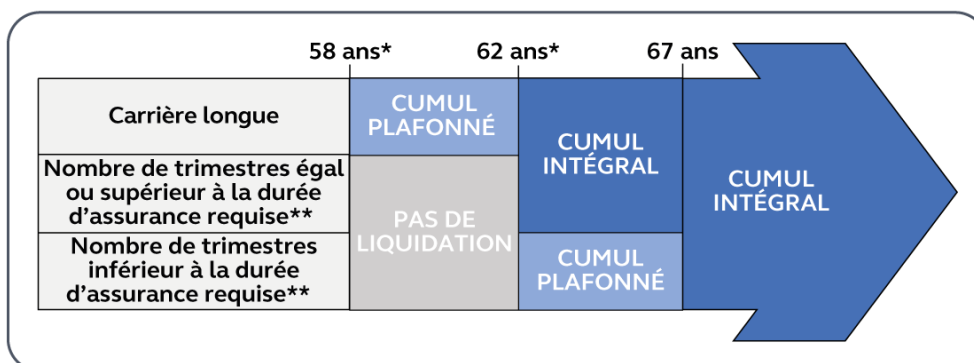 58 ans*
62 ans*
67 ans
Carrière longue
CUMUL
PLAFONNÉ
CUMUL
INTÉGRAL
CUMUL
INTÉGRAL
Nombre de trimestres égal
ou supérieur à la durée
d’assurance requise**
PAS DE
LIQUIDATION
Nombre de trimestres
inférieur à la durée
d’assurance requise**
CUMUL
PLAFONNÉ